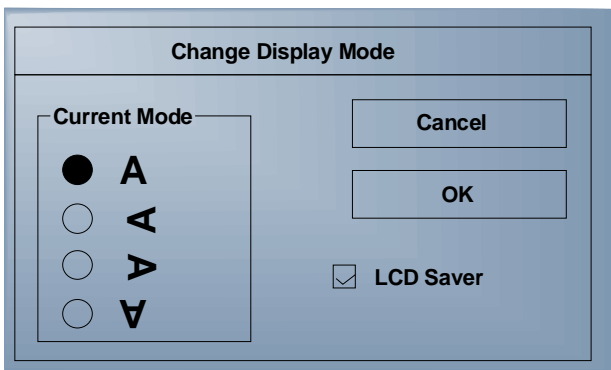 Change Display Mode
Current Mode
A
A
A
A
Cancel
OK
LCD Saver